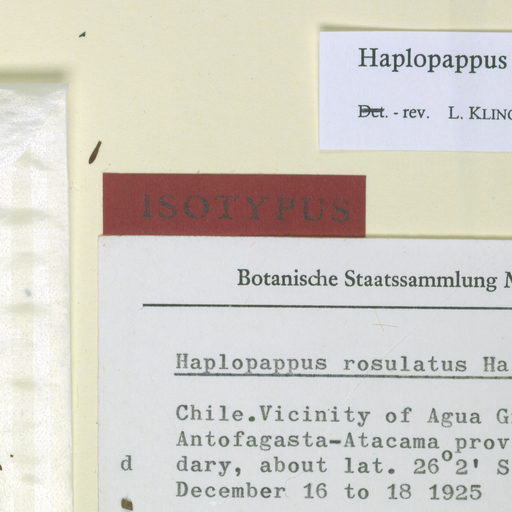 Haplopappus
Det. - rev. L. KLING
ISOTYPUS
Botanische Staatssammlung M
Haplopappus rosulatus Ha
Chile.Vicinity of Agua G
Antofagasta-Atacama prov
d dary, about lat. 26°2' S
December 16 to 18 1925